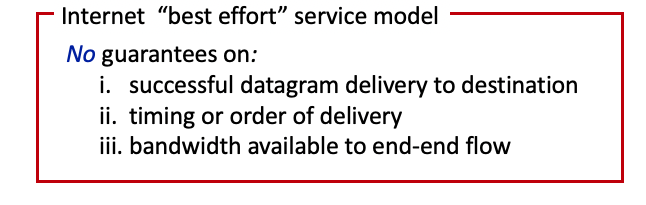 Internet “best effort” service model
No guarantees on:
i. successful datagram delivery to destination
ii. timing or order of delivery
iii. bandwidth available to end-end flow